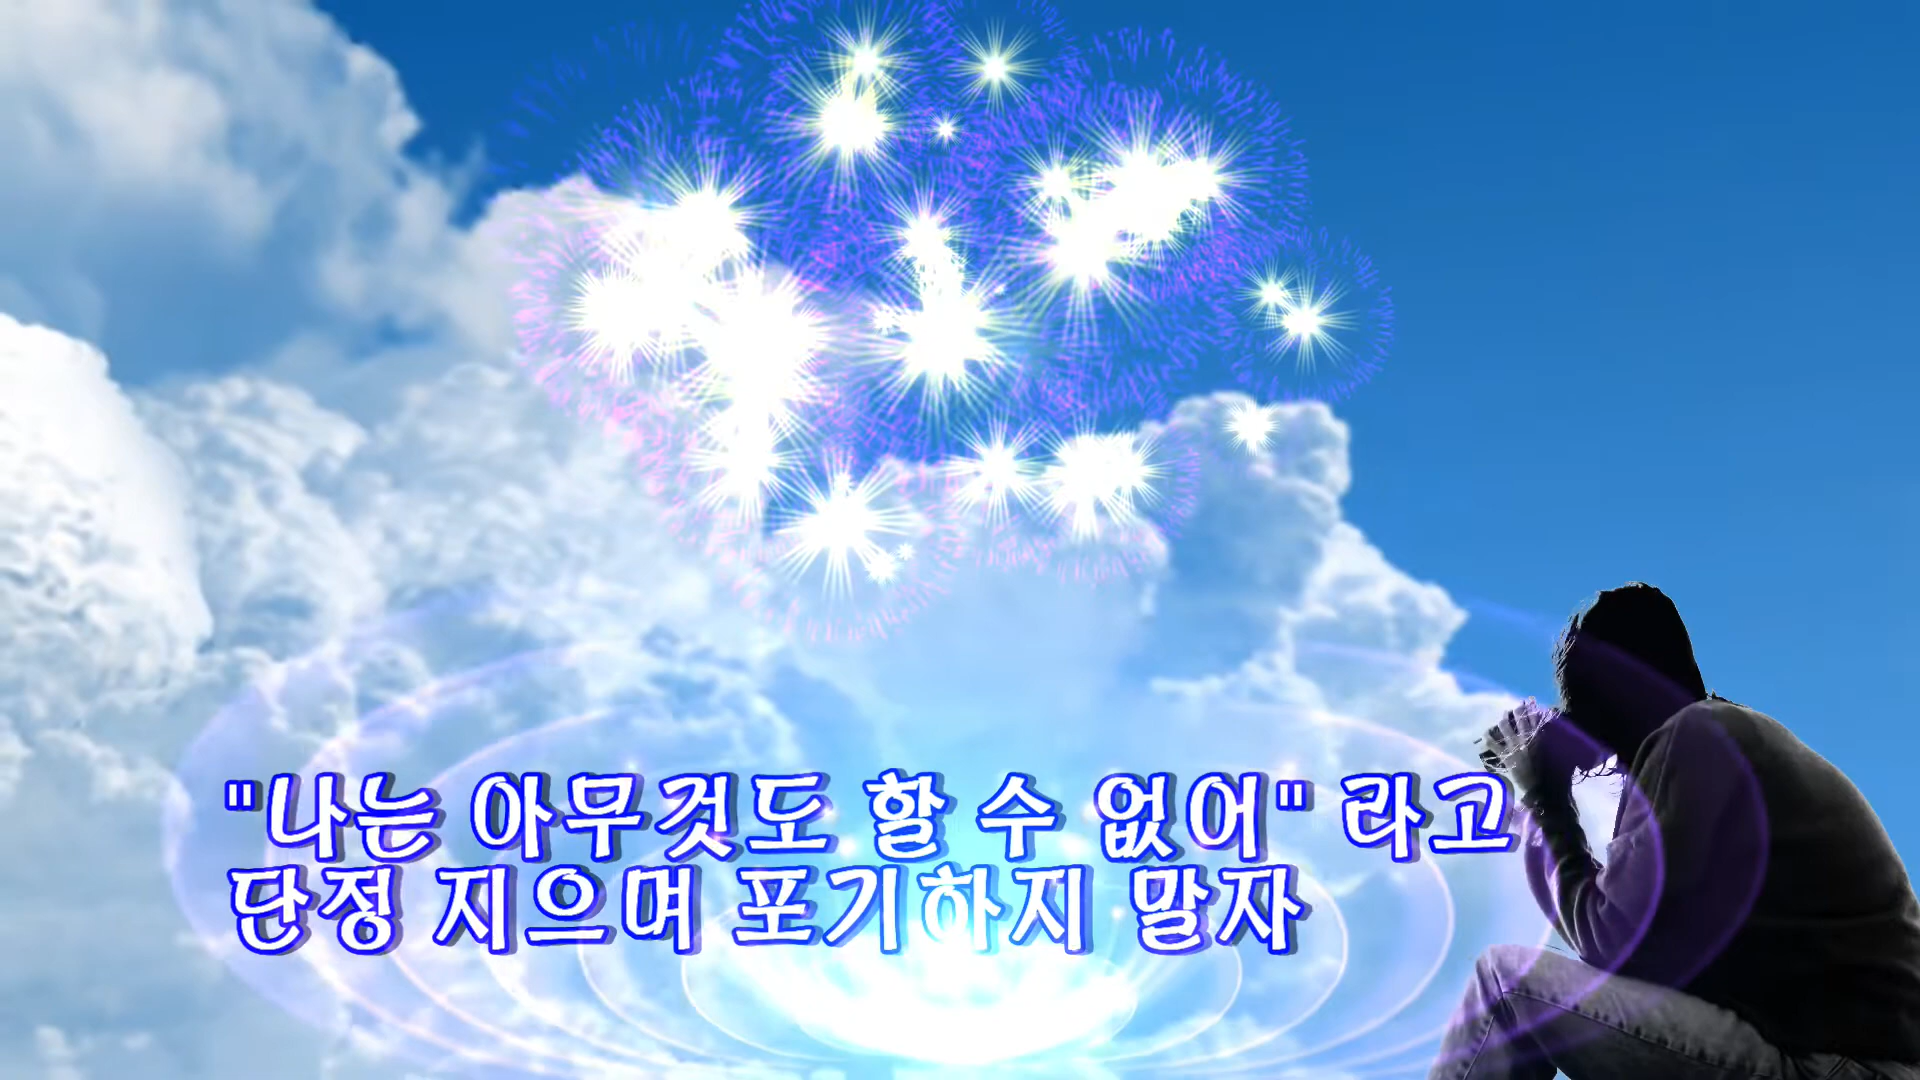 "나는 아무것도 할 수 없어" 라고
단정 지으며 포기하지 말자